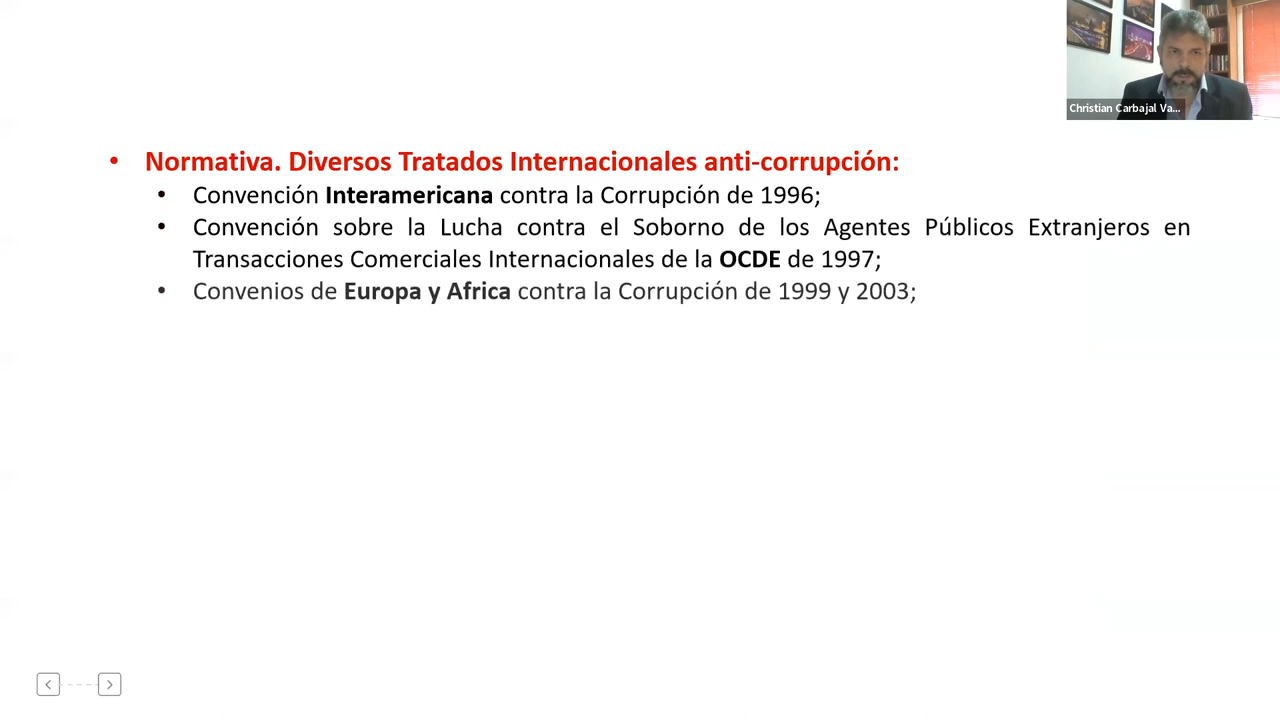 Christian Carbajal Va...
• Normativa. Diversos Tratados Internacionales anti-corrupción:
• Convención Interamericana contra la Corrupción de 1996;
• Convención sobre la Lucha contra el Soborno de los Agentes Públicos Extranjeros en
Transacciones Comerciales Internacionales de la OCDE de 1997;
• Convenios de Europa y Africa contra la Corrupción de 1999 y 2003;